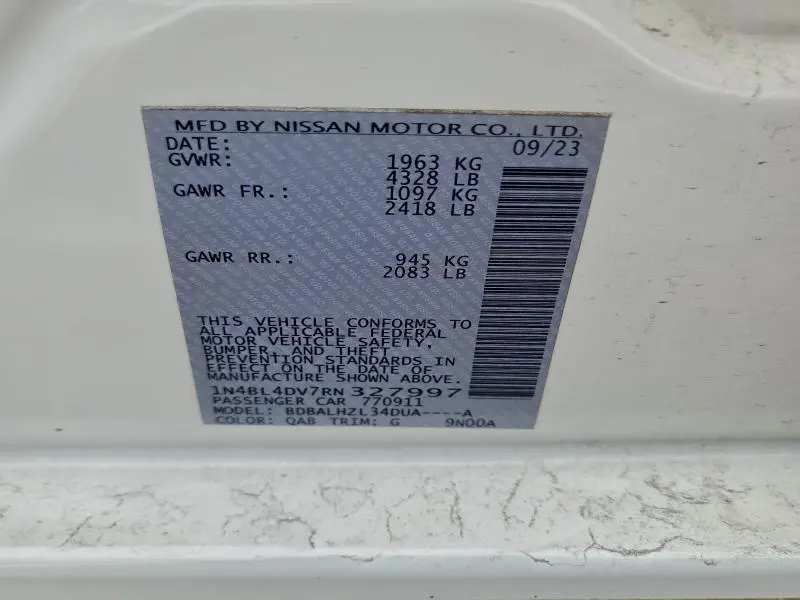 MFD BY NISSAN MOTOR CO., LTD.
DATE: 09/23
GVWR: 1963 KG
4328 LB
GAWR FR.: 1097 KG
2418 LB
GAWR RR.: 945 KG
2083 LB
THIS VEHICLE CONFORMS TO
ALL APPLICABLE FEDERAL
MOTOR VEHICLE SAFETY,
BUMPER, AND THEFT
PREVENTION STANDARDS IN
EFFECT ON THE DATE OF
MANUFACTURE SHOWN ABOVE.
1N4BL4DV7RN327997
PASSENGER CAR 770911
MODEL: BDBALHZL34DUA----A
COLOR: QAB TRIM: G 9N00A